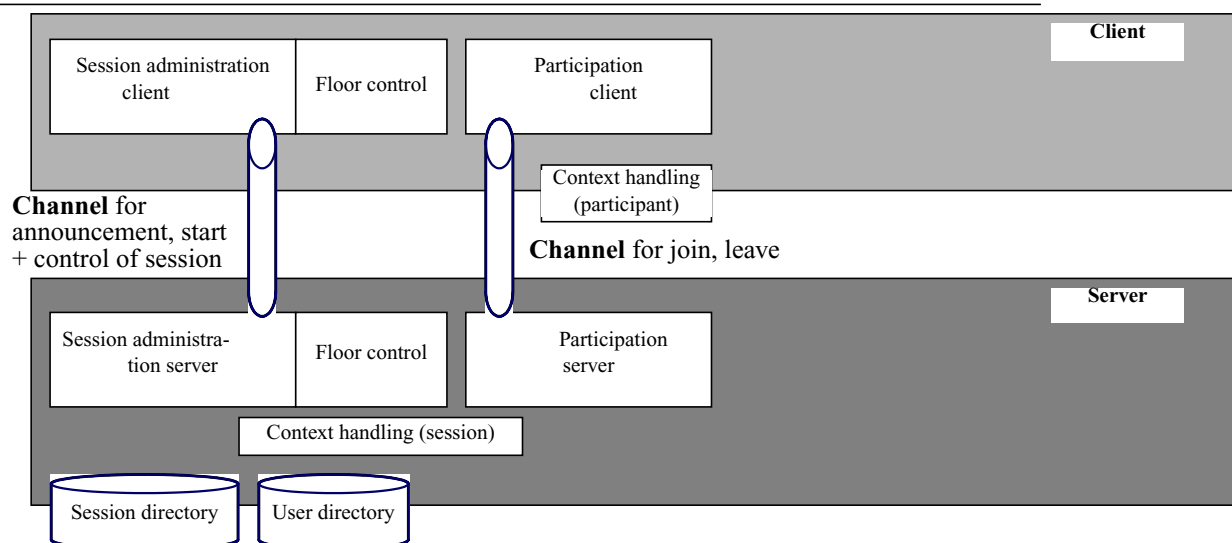 Client
Session administration
client
Floor control
Participation
client
Context handling
(participant)
Channel for
announcement, start
+ control of session
Channel for join, leave
Server
Session administra-
tion server
Floor control
Participation
server
Context handling (session)
Session directory
User directory